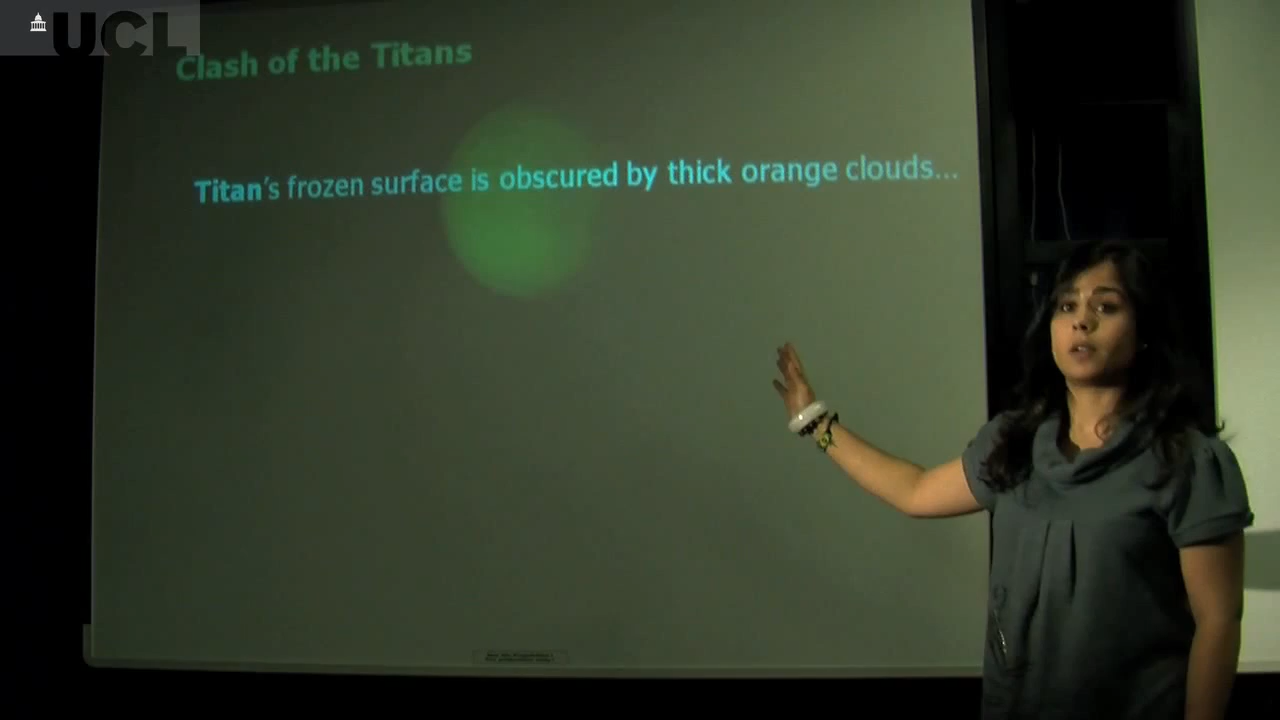 UCL
Clash of the Titans
Titan's frozen surface is obscured by thick orange clouds...